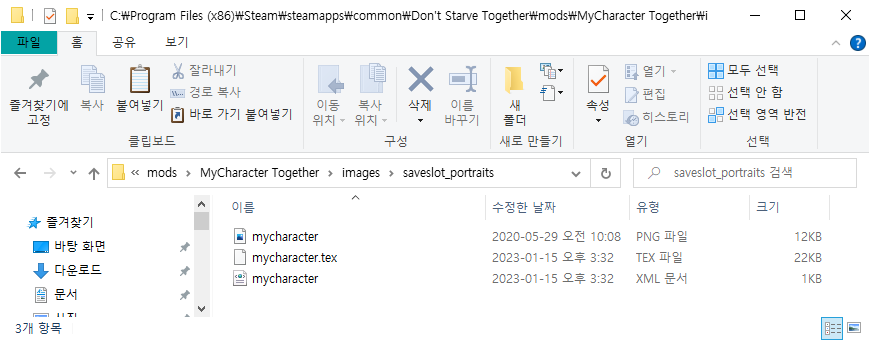 C:₩Program Files (x86)₩Steam₩steamapps₩common₩Don't Starve Together₩mods₩MyCharacter Together₩i
파일 홈 공유 보기
즐겨찾기에 고정
복사
붙여넣기
잘라내기
경로 복사
바로 가기 붙여넣기
클립보드
이동 위치
복사 위치
삭제
이름 바꾸기
구성
새 폴더
새로 만들기
속성
열기
편집
히스토리
열기
모두 선택
선택 안 함
선택 영역 반전
선택
« mods > MyCharacter Together > images > saveslot_portraits
saveslot_portraits 검색
즐겨찾기
바탕 화면
다운로드
문서
이름 수정한 날짜 유형 크기
mycharacter 2020-05-29 오전 10:08 PNG 파일 12KB
mycharacter.tex 2023-01-15 오후 3:32 TEX 파일 22KB
mycharacter 2023-01-15 오후 3:32 XML 문서 1KB
3개 항목